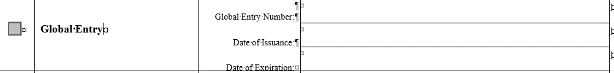 Global Entry Number:
Global Entry
Date of Issuance:
Date of Expiration: